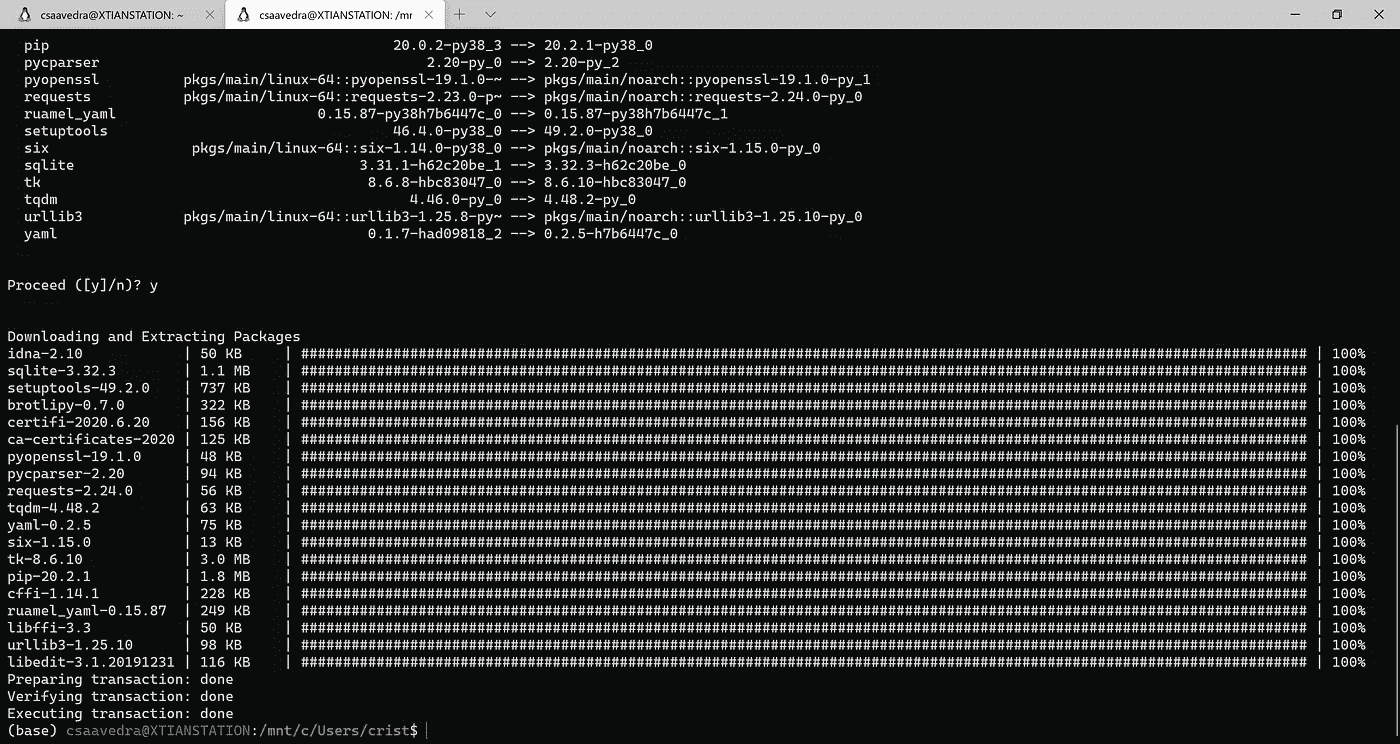 csaavedra@XTIANSTATION: ~
csaavedra@XTIANSTATION: /mr
pip 20.0.2-py38_3 --> 20.2.1-py38_0
pycparser 2.20-py_0 --> 2.20-py_2
pyopenssl pkgs/main/linux-64::pyopenssl-19.1.0-~ --> pkgs/main/noarch::pyopenssl-19.1.0-py_1
requests pkgs/main/linux-64::requests-2.23.0-p~ --> pkgs/main/noarch::requests-2.24.0-py_0
ruamel_yaml 0.15.87-py38h7b6447c_0 --> 0.15.87-py38h7b6447c_1
setuptools 46.4.0-py38_0 --> 49.2.0-py38_0
six pkgs/main/linux-64::six-1.14.0-py38_0 --> pkgs/main/noarch::six-1.15.0-py_0
sqlite 3.31.1-h62c20be_1 --> 3.32.3-h62c20be_0
tk 8.6.8-hbc83047_0 --> 8.6.10-hbc83047_0
tqdm 4.46.0-py_0 --> 4.48.2-py_0
urllib3 pkgs/main/linux-64::urllib3-1.25.8-py~ --> pkgs/main/noarch::urllib3-1.25.10-py_0
yaml 0.1.7-had09818_2 --> 0.2.5-h7b6447c_0
Proceed ([y]/n)? y
Downloading and Extracting Packages
idna-2.10 | 50 KB | ######################################################################################################################## | 100%
sqlite-3.32.3 | 1.1 MB | ######################################################################################################################## | 100%
setuptools-49.2.0 | 737 KB | ######################################################################################################################## | 100%
brotlipy-0.7.0 | 322 KB | ######################################################################################################################## | 100%
certifi-2020.6.20 | 156 KB | ######################################################################################################################## | 100%
ca-certificates-2020 | 125 KB | ######################################################################################################################## | 100%
pyopenssl-19.1.0 | 48 KB | ######################################################################################################################## | 100%
pycparser-2.20 | 94 KB | ######################################################################################################################## | 100%
requests-2.24.0 | 56 KB | ######################################################################################################################## | 100%
tqdm-4.48.2 | 63 KB | ######################################################################################################################## | 100%
yaml-0.2.5 | 75 KB | ######################################################################################################################## | 100%
six-1.15.0 | 13 KB | ######################################################################################################################## | 100%
tk-8.6.10 | 3.0 MB | ######################################################################################################################## | 100%
pip-20.2.1 | 1.8 MB | ######################################################################################################################## | 100%
cffi-1.14.1 | 228 KB | ######################################################################################################################## | 100%
ruamel_yaml-0.15.87 | 249 KB | ######################################################################################################################## | 100%
libffi-3.3 | 50 KB | ######################################################################################################################## | 100%
urllib3-1.25.10 | 98 KB | ######################################################################################################################## | 100%
libedit-3.1.20191231 | 116 KB | ######################################################################################################################## | 100%
Preparing transaction: done
Verifying transaction: done
Executing transaction: done
(base) csaavedra@XTIANSTATION:/mnt/c/Users/crist$